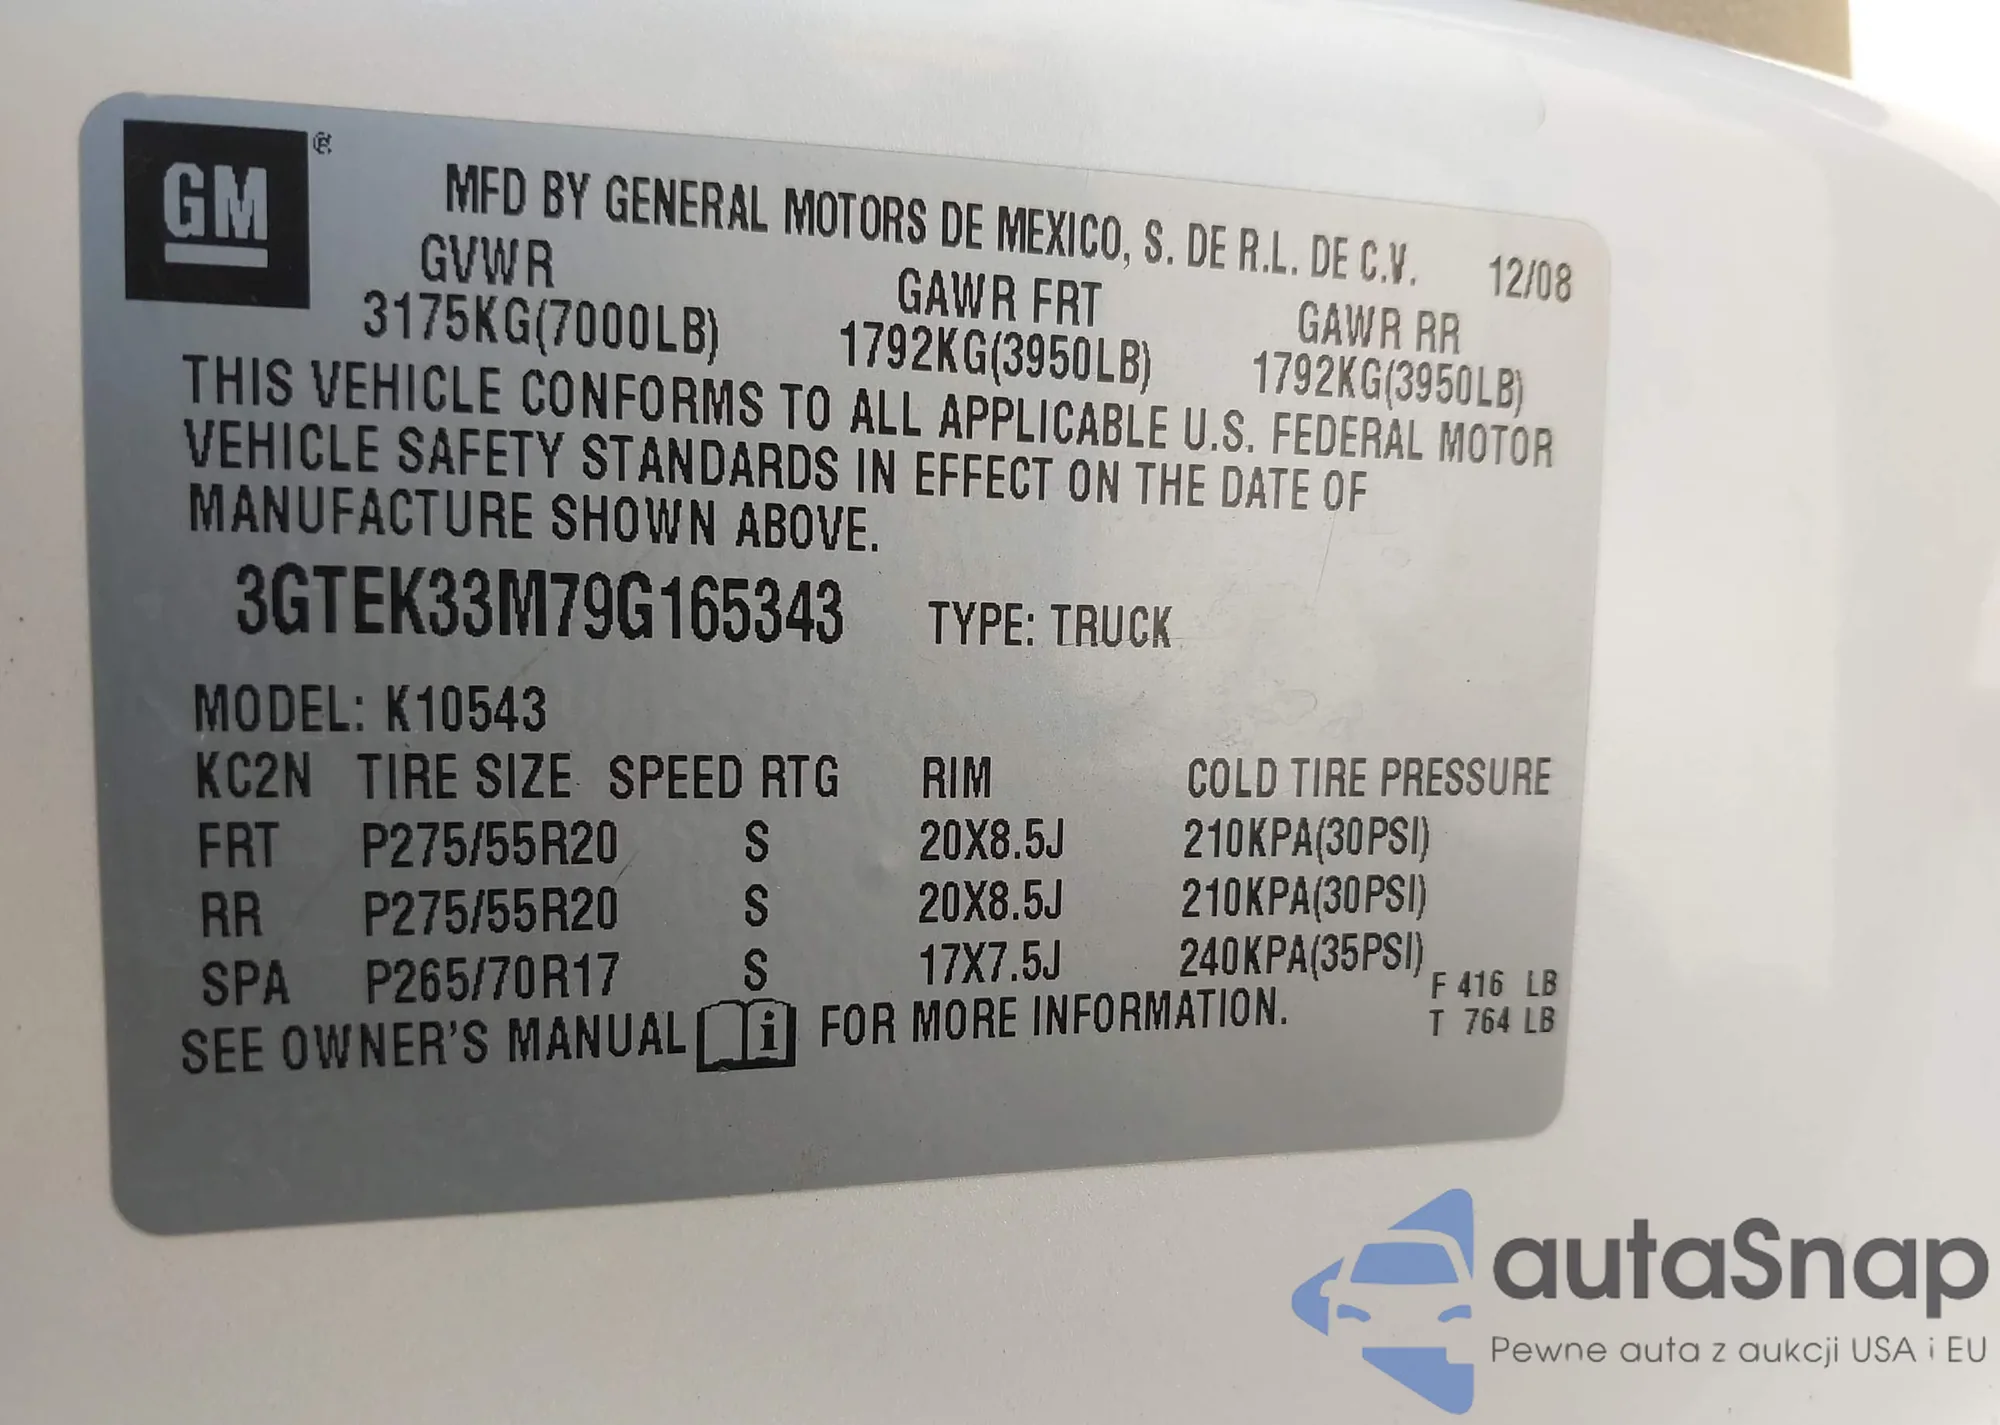 GM ®
MFD BY GENERAL MOTORS DE MEXICO, S. DE R.L. DE C.V. 12/08
GVWR GAWR FRT GAWR RR
3175KG(7000LB) 1792KG(3950LB) 1792KG(3950LB)
THIS VEHICLE CONFORMS TO ALL APPLICABLE U.S. FEDERAL MOTOR
VEHICLE SAFETY STANDARDS IN EFFECT ON THE DATE OF
MANUFACTURE SHOWN ABOVE.
3GTEK33M79G165343 TYPE: TRUCK
MODEL: K10543
KC2N TIRE SIZE SPEED RTG RIM COLD TIRE PRESSURE
FRT P275/55R20 S 20X8.5J 210KPA(30PSI)
RR P275/55R20 S 20X8.5J 210KPA(30PSI)
SPA P265/70R17 S 17X7.5J 240KPA(35PSI)
F 416 LB
SEE OWNER'S MANUAL i FOR MORE INFORMATION.
T 764 LB
autaSnap
Pewne auta z aukcji USA i EU